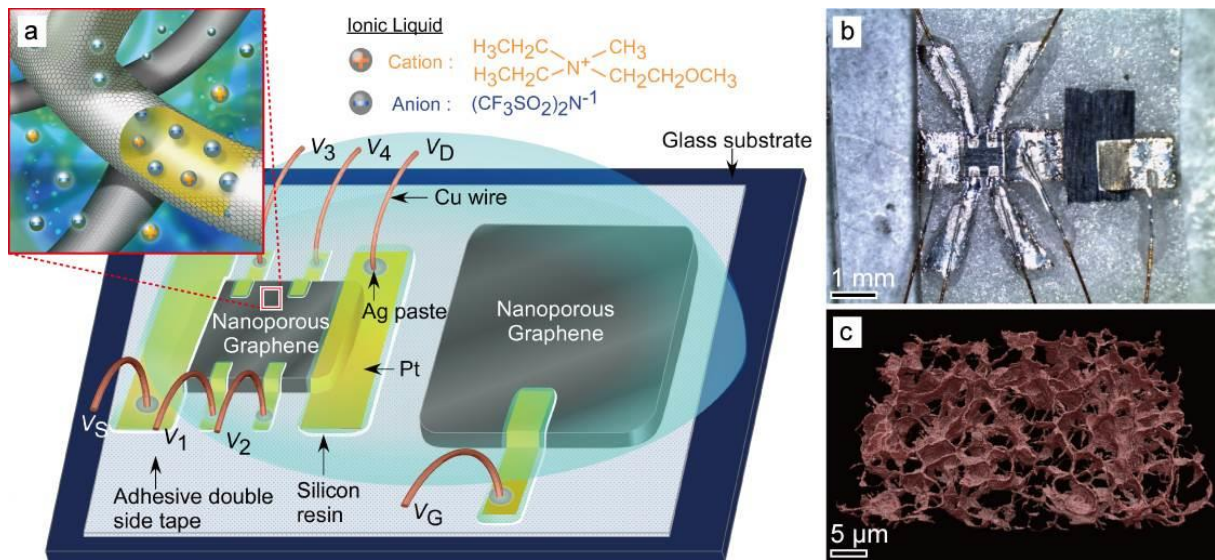 a
Ionic Liquid
Cation :
H3CH2C
CH3
H3CH2C
N+
CH2CH2OCH3
Anion :
(CF3SO2)2N-1
V3
V4
VD
Glass substrate
Cu wire
Ag paste
Nanoporous
Graphene
Nanoporous
Graphene
Pt
VS
V1
V2
Adhesive double
side tape
Silicon
resin
VG
b
1 mm
c
5 μm